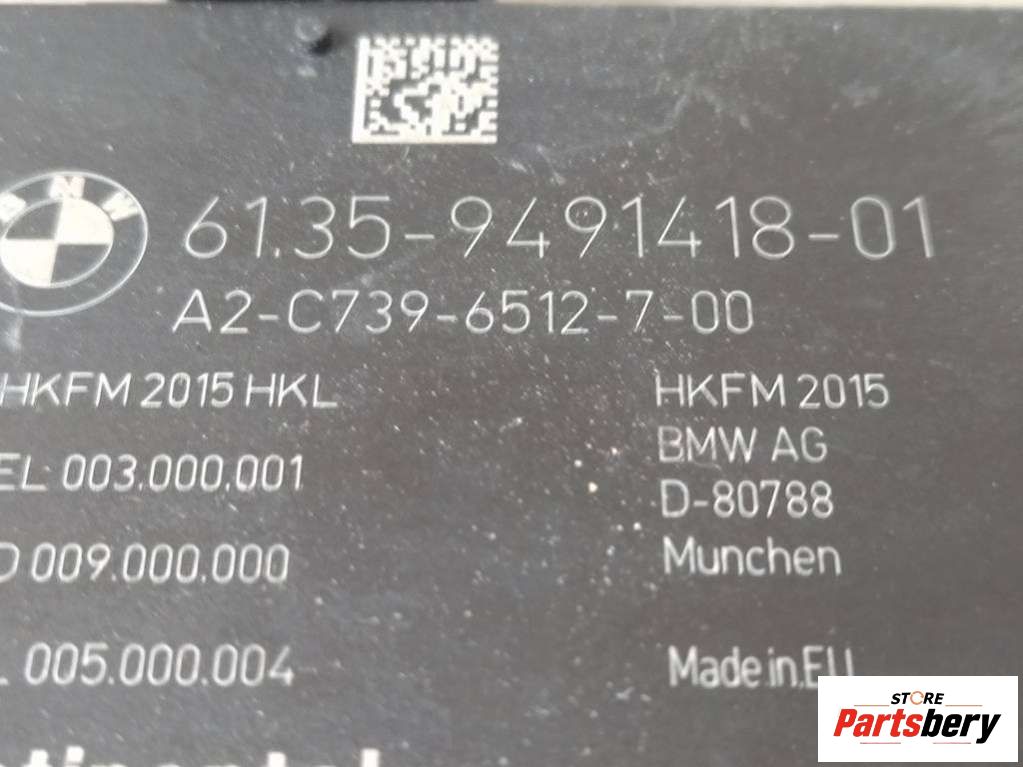 BMW
61.35-9491418-01
A2-C739-6512-7-00
HKFM 2015 HKL
HKFM 2015
EL 003.000.001
BMW AG
D-80788
D 009.000.000
Munchen
L 005.000.004
Made in EU
STORE
Partsbery